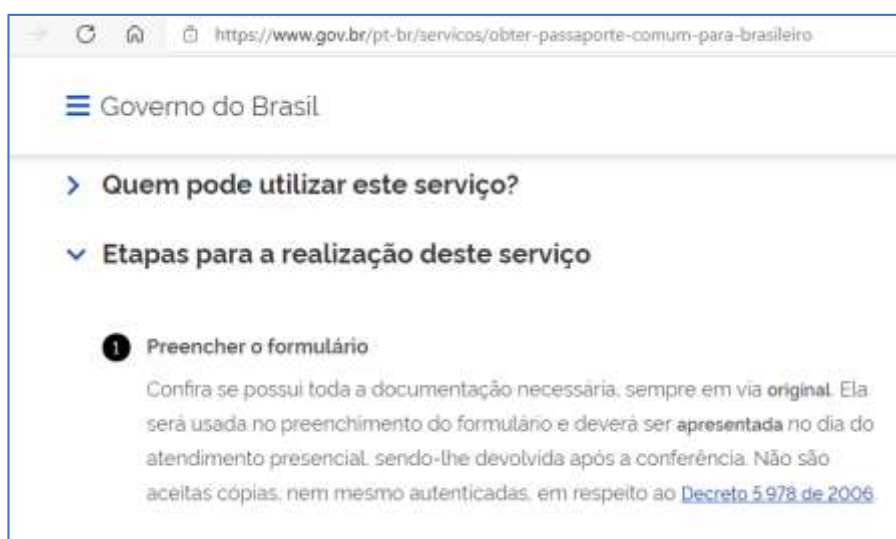 https://www.gov.br/pt-br/servicos/obter-passaporte-comum-para-brasileiro
Governo do Brasil
Quem pode utilizar este serviço?
Etapas para a realização deste serviço
1 Preencher o formulário
Confira se possui toda a documentação necessária, sempre em via original. Ela
será usada no preenchimento do formulário e deverá ser apresentada no dia do
atendimento presencial, sendo-lhe devolvida após a conferência. Não são
aceitas cópias, nem mesmo autenticadas, em respeito ao Decreto 5.978 de 2006.